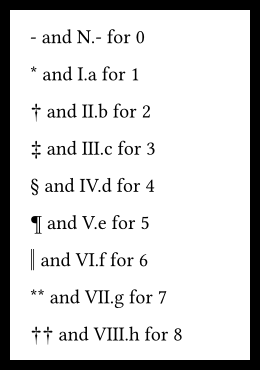 - and N.- for 0
* and I.a for 1
† and II.b for 2
‡ and III.c for 3
§ and IV.d for 4
¶ and V.e for 5
‖ and VI.f for 6
** and VII.g for 7
†† and VIII.h for 8